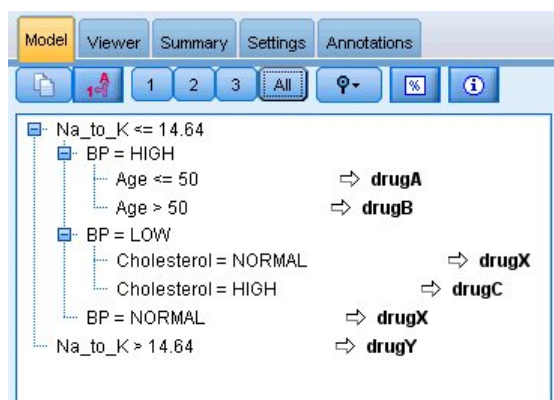 Model Viewer Summary Settings Annotations
1 2 3 All %
Na_to_K <= 14.64
BP = HIGH
Age <= 50 ⇨ drugA
Age > 50 ⇨ drugB
BP = LOW
Cholesterol = NORMAL ⇨ drugX
Cholesterol = HIGH ⇨ drugC
BP = NORMAL ⇨ drugX
Na_to_K > 14.64 ⇨ drugY